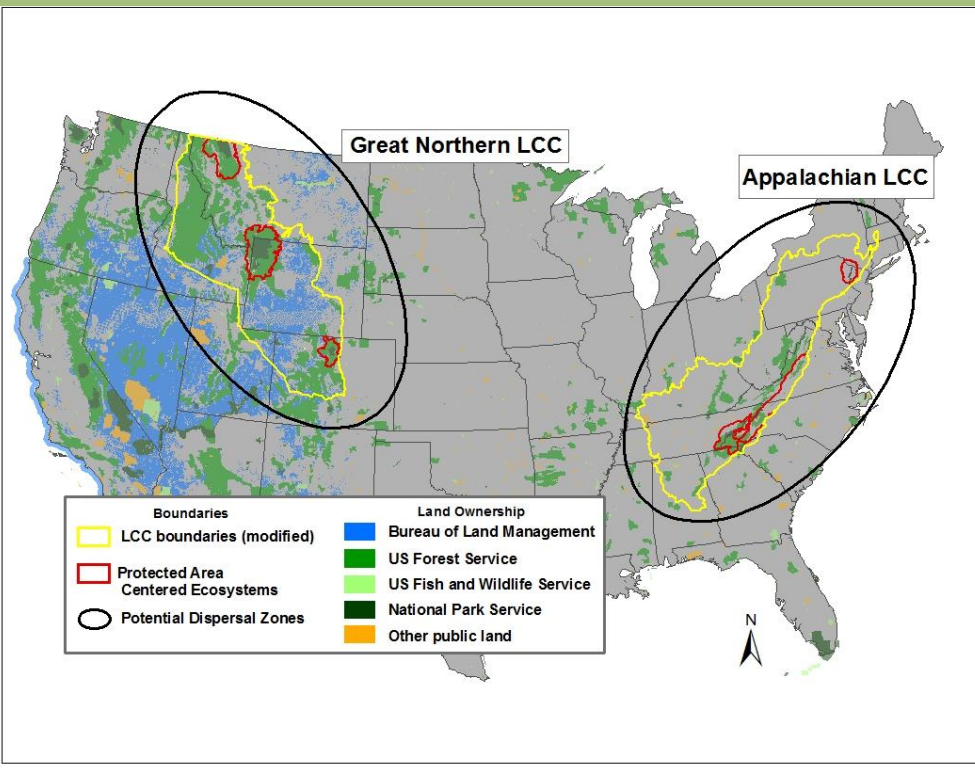 Great Northern LCC
Appalachian LCC
Boundaries
LCC boundaries (modified)
Protected Area
Centered Ecosystems
Potential Dispersal Zones
Land Ownership
Bureau of Land Management
US Forest Service
US Fish and Wildlife Service
National Park Service
Other public land
N